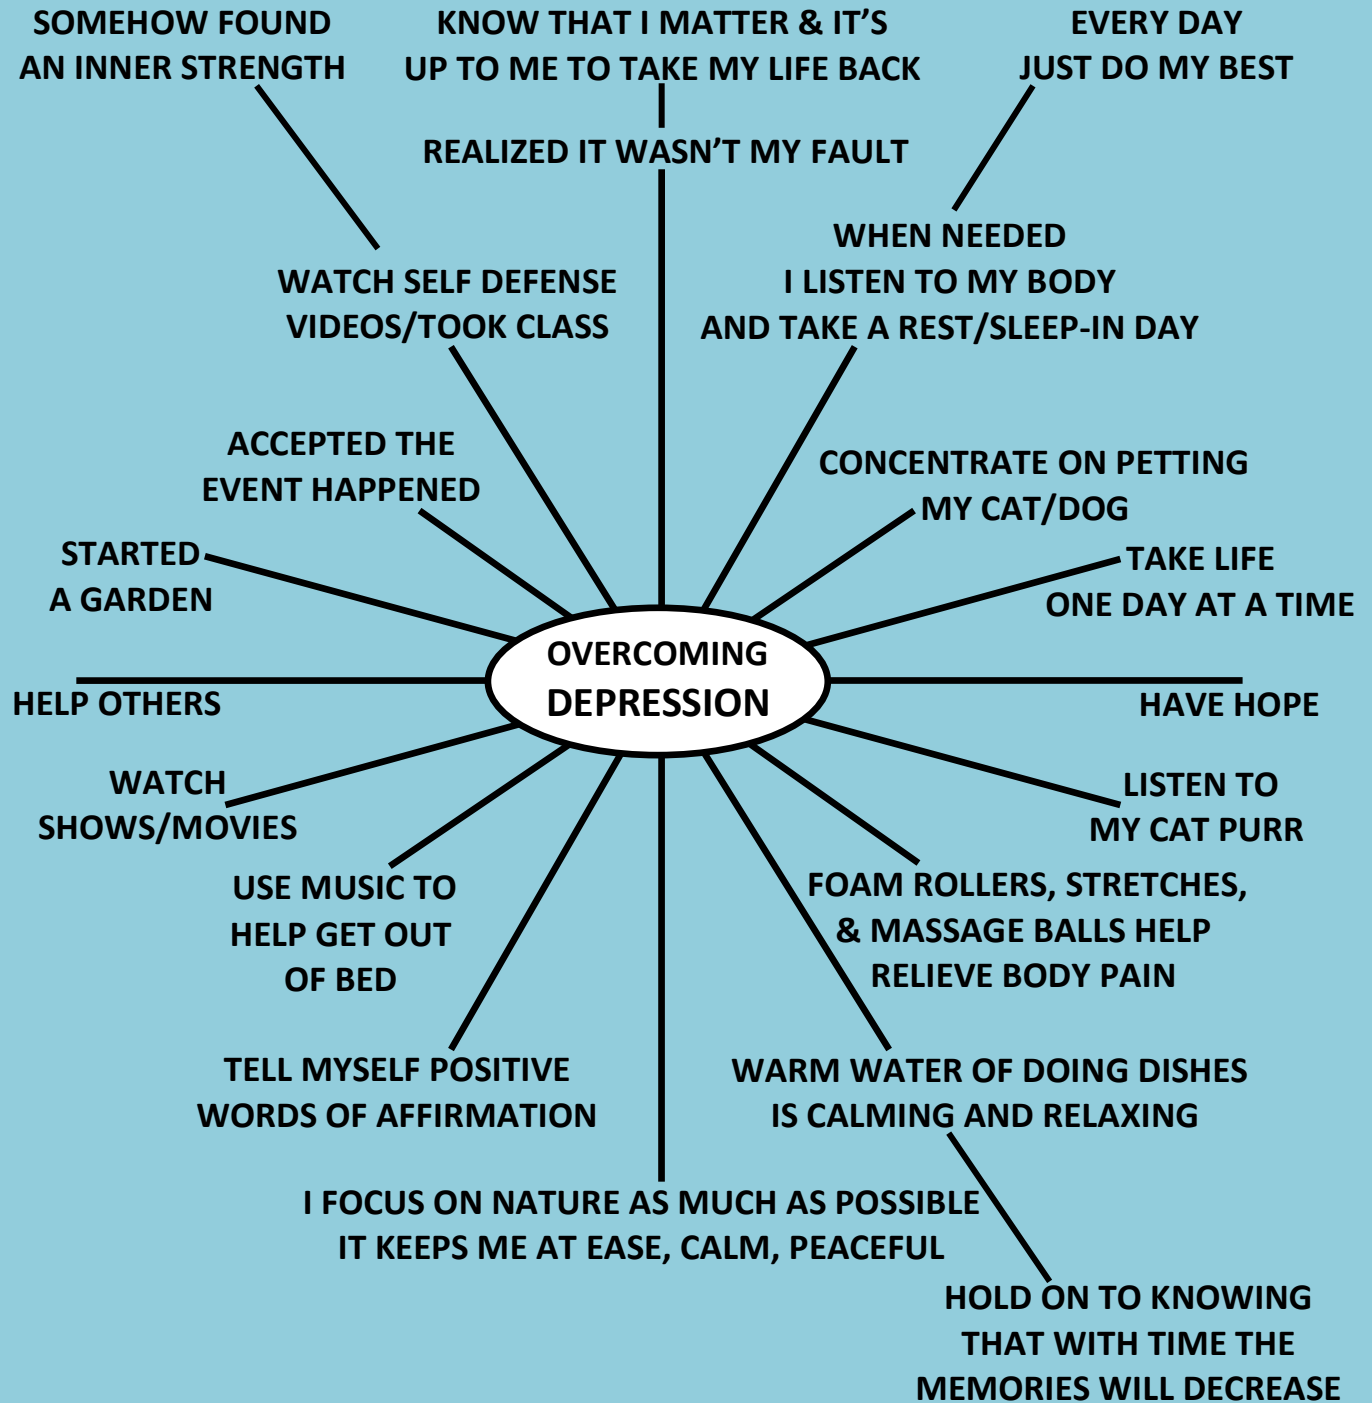 SOMEHOW FOUND
AN INNER STRENGTH
KNOW THAT I MATTER & IT’S
UP TO ME TO TAKE MY LIFE BACK
EVERY DAY
JUST DO MY BEST
REALIZED IT WASN’T MY FAULT
WATCH SELF DEFENSE
VIDEOS/TOOK CLASS
WHEN NEEDED
I LISTEN TO MY BODY
AND TAKE A REST/SLEEP-IN DAY
ACCEPTED THE
EVENT HAPPENED
CONCENTRATE ON PETTING
MY CAT/DOG
STARTED
A GARDEN
TAKE LIFE
ONE DAY AT A TIME
OVERCOMING
DEPRESSION
HELP OTHERS
HAVE HOPE
WATCH
SHOWS/MOVIES
LISTEN TO
MY CAT PURR
USE MUSIC TO
HELP GET OUT
OF BED
FOAM ROLLERS, STRETCHES,
& MASSAGE BALLS HELP
RELIEVE BODY PAIN
TELL MYSELF POSITIVE
WORDS OF AFFIRMATION
WARM WATER OF DOING DISHES
IS CALMING AND RELAXING
I FOCUS ON NATURE AS MUCH AS POSSIBLE
IT KEEPS ME AT EASE, CALM, PEACEFUL
HOLD ON TO KNOWING
THAT WITH TIME THE
MEMORIES WILL DECREASE